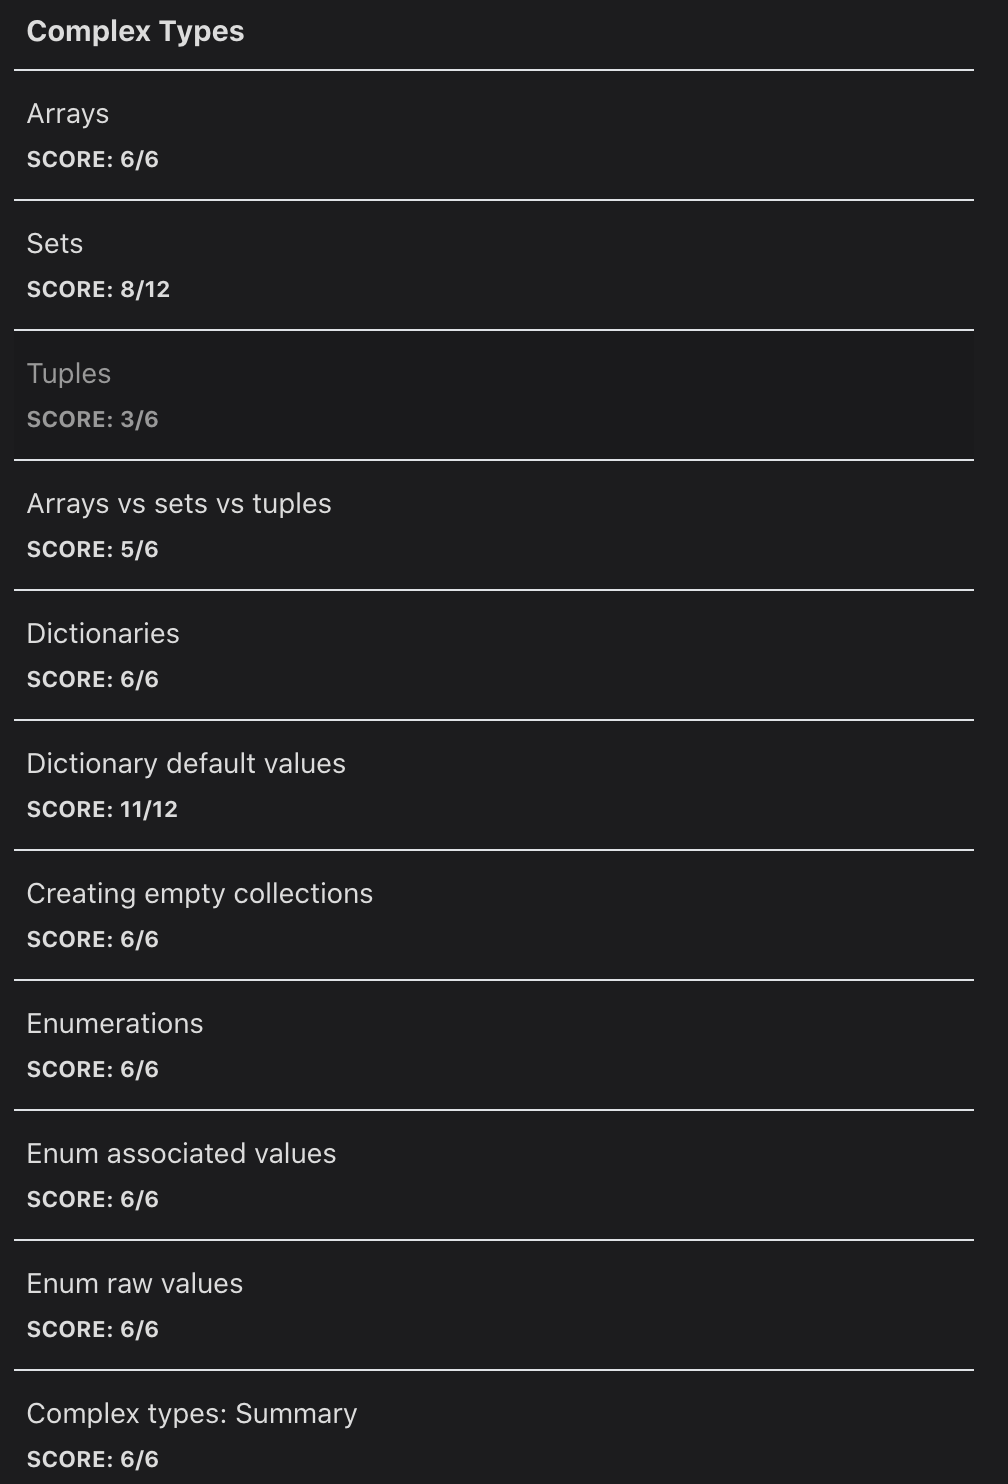 Complex Types
Arrays
SCORE: 6/6
Sets
SCORE: 8/12
Tuples
SCORE: 3/6
Arrays vs sets vs tuples
SCORE: 5/6
Dictionaries
SCORE: 6/6
Dictionary default values
SCORE: 11/12
Creating empty collections
SCORE: 6/6
Enumerations
SCORE: 6/6
Enum associated values
SCORE: 6/6
Enum raw values
SCORE: 6/6
Complex types: Summary
SCORE: 6/6